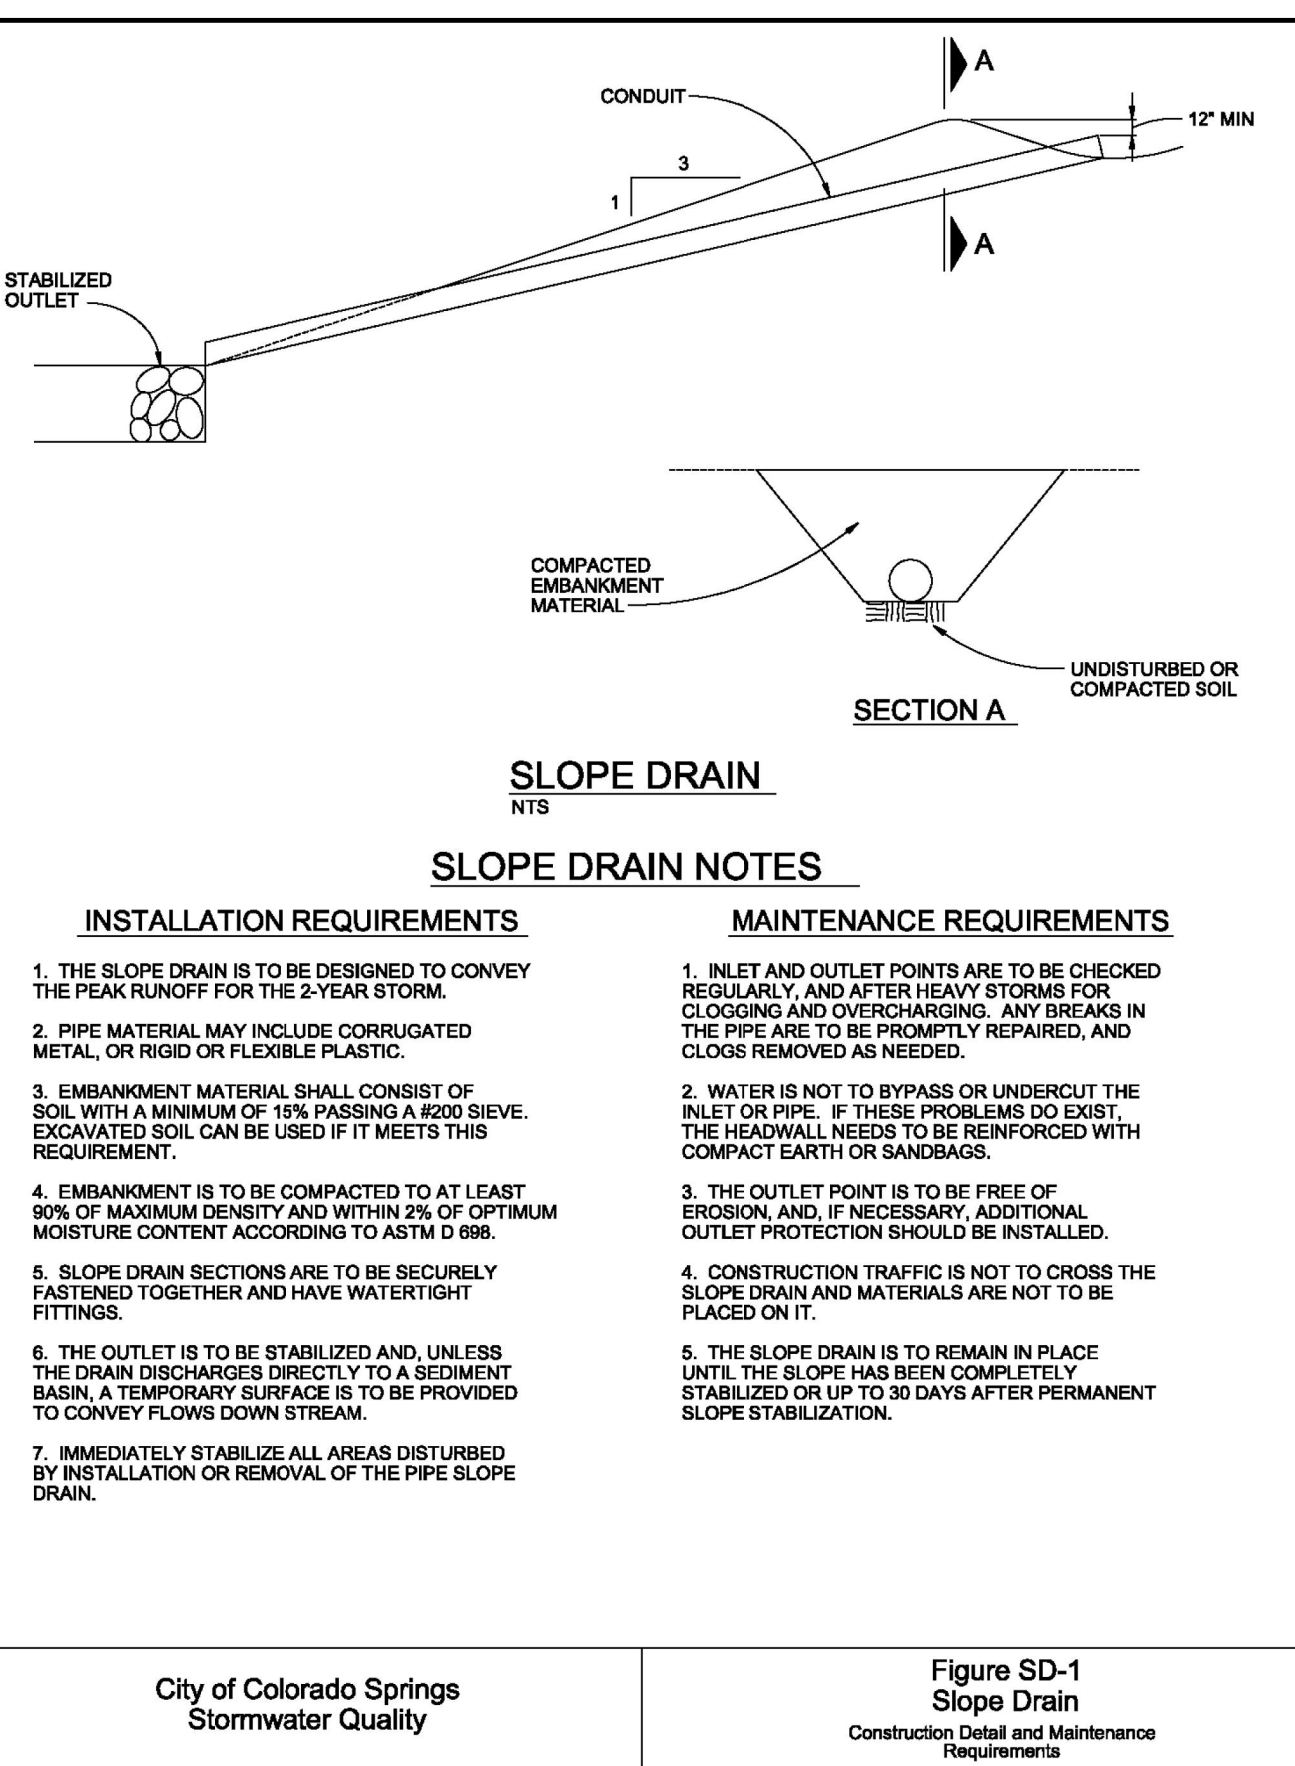 A
CONDUIT
12" MIN
3
1
A
STABILIZED
OUTLET
COMPACTED
EMBANKMENT
MATERIAL
UNDISTURBED OR
COMPACTED SOIL
SECTION A
SLOPE DRAIN
NTS
SLOPE DRAIN NOTES
INSTALLATION REQUIREMENTS
1. THE SLOPE DRAIN IS TO BE DESIGNED TO CONVEY
THE PEAK RUNOFF FOR THE 2-YEAR STORM.
2. PIPE MATERIAL MAY INCLUDE CORRUGATED
METAL, OR RIGID OR FLEXIBLE PLASTIC.
3. EMBANKMENT MATERIAL SHALL CONSIST OF
SOIL WITH A MINIMUM OF 15% PASSING A #200 SIEVE.
EXCAVATED SOIL CAN BE USED IF IT MEETS THIS
REQUIREMENT.
4. EMBANKMENT IS TO BE COMPACTED TO AT LEAST
90% OF MAXIMUM DENSITY AND WITHIN 2% OF OPTIMUM
MOISTURE CONTENT ACCORDING TO ASTM D 698.
5. SLOPE DRAIN SECTIONS ARE TO BE SECURELY
FASTENED TOGETHER AND HAVE WATERTIGHT
FITTINGS.
6. THE OUTLET IS TO BE STABILIZED AND, UNLESS
THE DRAIN DISCHARGES DIRECTLY TO A SEDIMENT
BASIN, A TEMPORARY SURFACE IS TO BE PROVIDED
TO CONVEY FLOWS DOWN STREAM.
7. IMMEDIATELY STABILIZE ALL AREAS DISTURBED
BY INSTALLATION OR REMOVAL OF THE PIPE SLOPE
DRAIN.
MAINTENANCE REQUIREMENTS
1. INLET AND OUTLET POINTS ARE TO BE CHECKED
REGULARLY, AND AFTER HEAVY STORMS FOR
CLOGGING AND OVERCHARGING. ANY BREAKS IN
THE PIPE ARE TO BE PROMPTLY REPAIRED, AND
CLOGS REMOVED AS NEEDED.
2. WATER IS NOT TO BYPASS OR UNDERCUT THE
INLET OR PIPE. IF THESE PROBLEMS DO EXIST,
THE HEADWALL NEEDS TO BE REINFORCED WITH
COMPACT EARTH OR SANDBAGS.
3. THE OUTLET POINT IS TO BE FREE OF
EROSION, AND, IF NECESSARY, ADDITIONAL
OUTLET PROTECTION SHOULD BE INSTALLED.
4. CONSTRUCTION TRAFFIC IS NOT TO CROSS THE
SLOPE DRAIN AND MATERIALS ARE NOT TO BE
PLACED ON IT.
5. THE SLOPE DRAIN IS TO REMAIN IN PLACE
UNTIL THE SLOPE HAS BEEN COMPLETELY
STABILIZED OR UP TO 30 DAYS AFTER PERMANENT
SLOPE STABILIZATION.
City of Colorado Springs
Stormwater Quality
Figure SD-1
Slope Drain
Construction Detail and Maintenance
Requirements